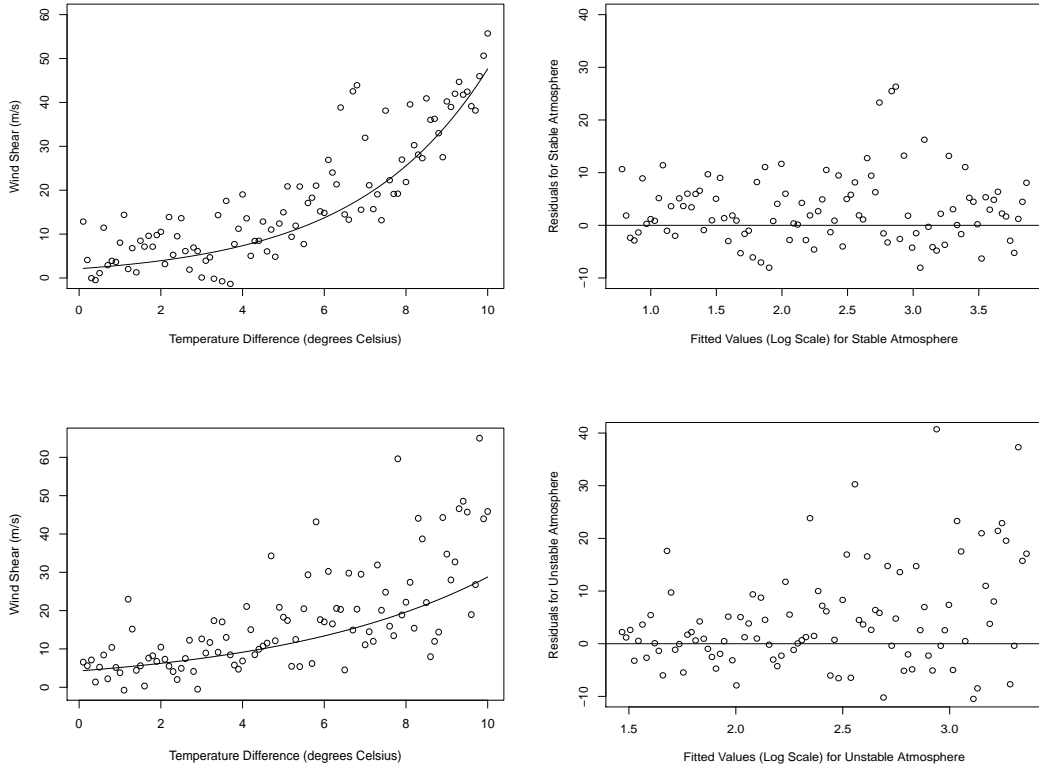 Wind Shear (m/s)
0 10 20 30 40 50 60
0 2 4 6 8 10
Temperature Difference (degrees Celsius)
Residuals for Stable Atmosphere
−10 0 10 20 30 40
1.0 1.5 2.0 2.5 3.0 3.5
Fitted Values (Log Scale) for Stable Atmosphere
Wind Shear (m/s)
0 10 20 30 40 50 60
0 2 4 6 8 10
Temperature Difference (degrees Celsius)
Residuals for Unstable Atmosphere
−10 0 10 20 30 40
1.5 2.0 2.5 3.0
Fitted Values (Log Scale) for Unstable Atmosphere